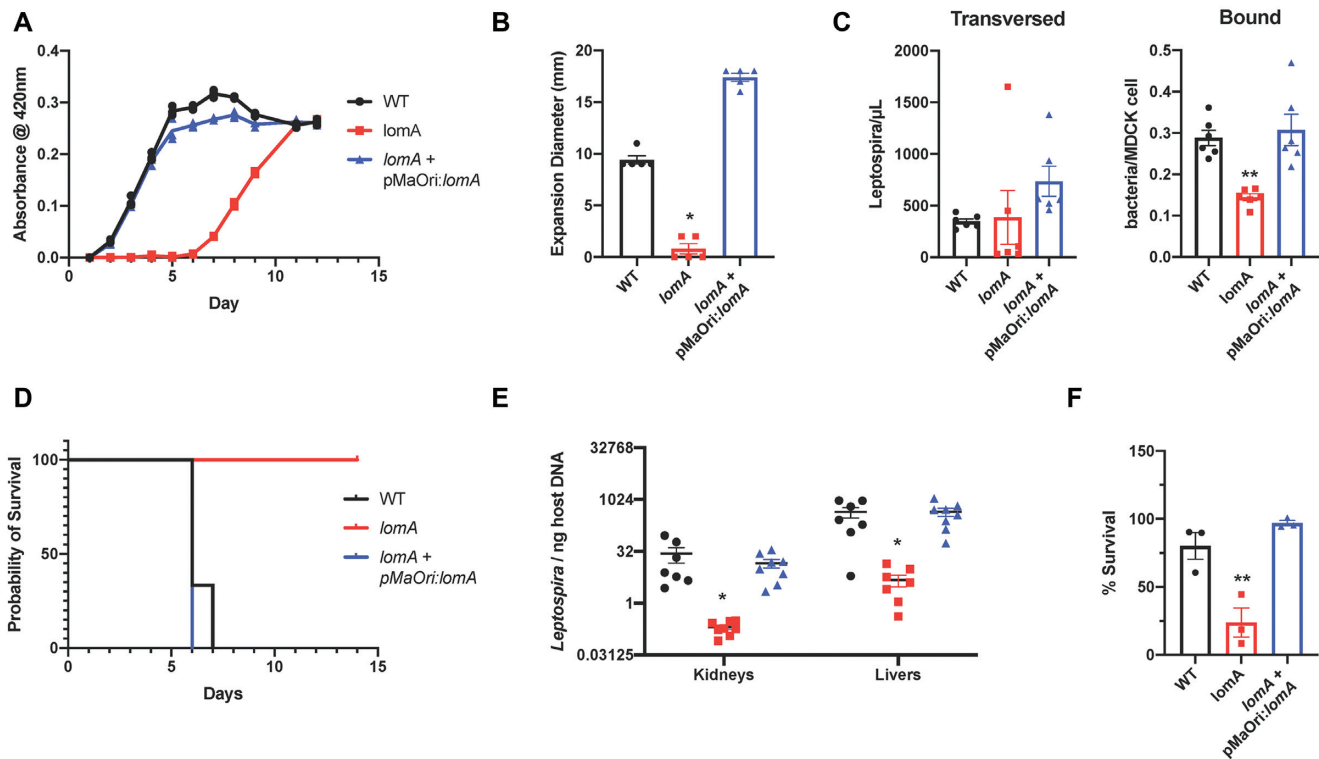 A
Absorbance @ 420nm
0.4
0.3
0.2
0.1
0.0
0
5
10
15
Day
WT
lomA
lomA +
pMaOri:lomA
B
Expansion Diameter (mm)
20
15
10
5
0
*
WT
lomA
lomA +
pMaOri:lomA
C
Transversed
Leptospira/µL
2000
1500
1000
500
0
WT
lomA
lomA +
pMaOri:lomA
Bound
bacteria/MDCK cell
0.5
0.4
0.3
0.2
0.1
0.0
**
WT
lomA
lomA +
pMaOri:lomA
D
Probability of Survival
100
50
0
0
5
10
15
Days
WT
lomA
lomA +
pMaOri:lomA
E
Leptospira / ng host DNA
32768
1024
32
1
0.03125
*
*
Kidneys
Livers
F
% Survival
150
100
50
0
**
WT
lomA
lomA +
pMaOri:lomA